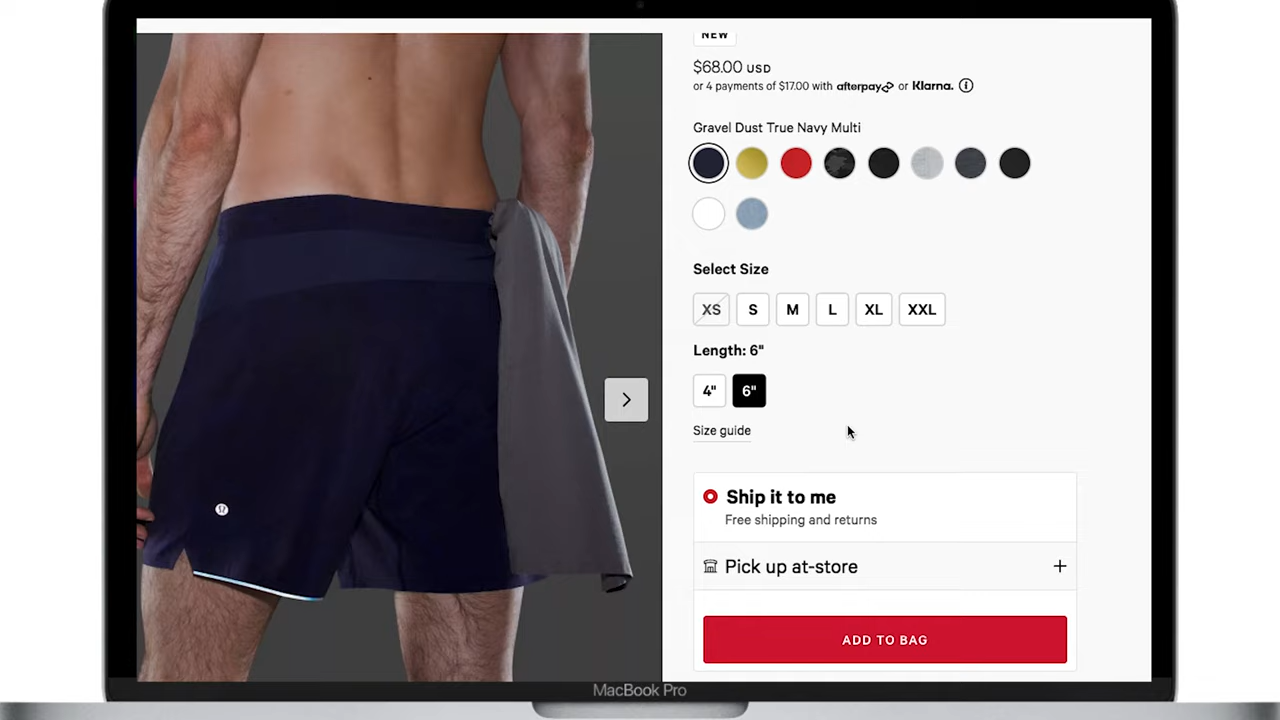 NEW
$68.00 USD
or 4 payments of $17.00 with afterpay or Klarna.
Gravel Dust True Navy Multi
Select Size
XS S M L XL XXL
Length: 6"
4" 6"
Size guide
Ship it to me
Free shipping and returns
Pick up at-store
ADD TO BAG
MacBook Pro